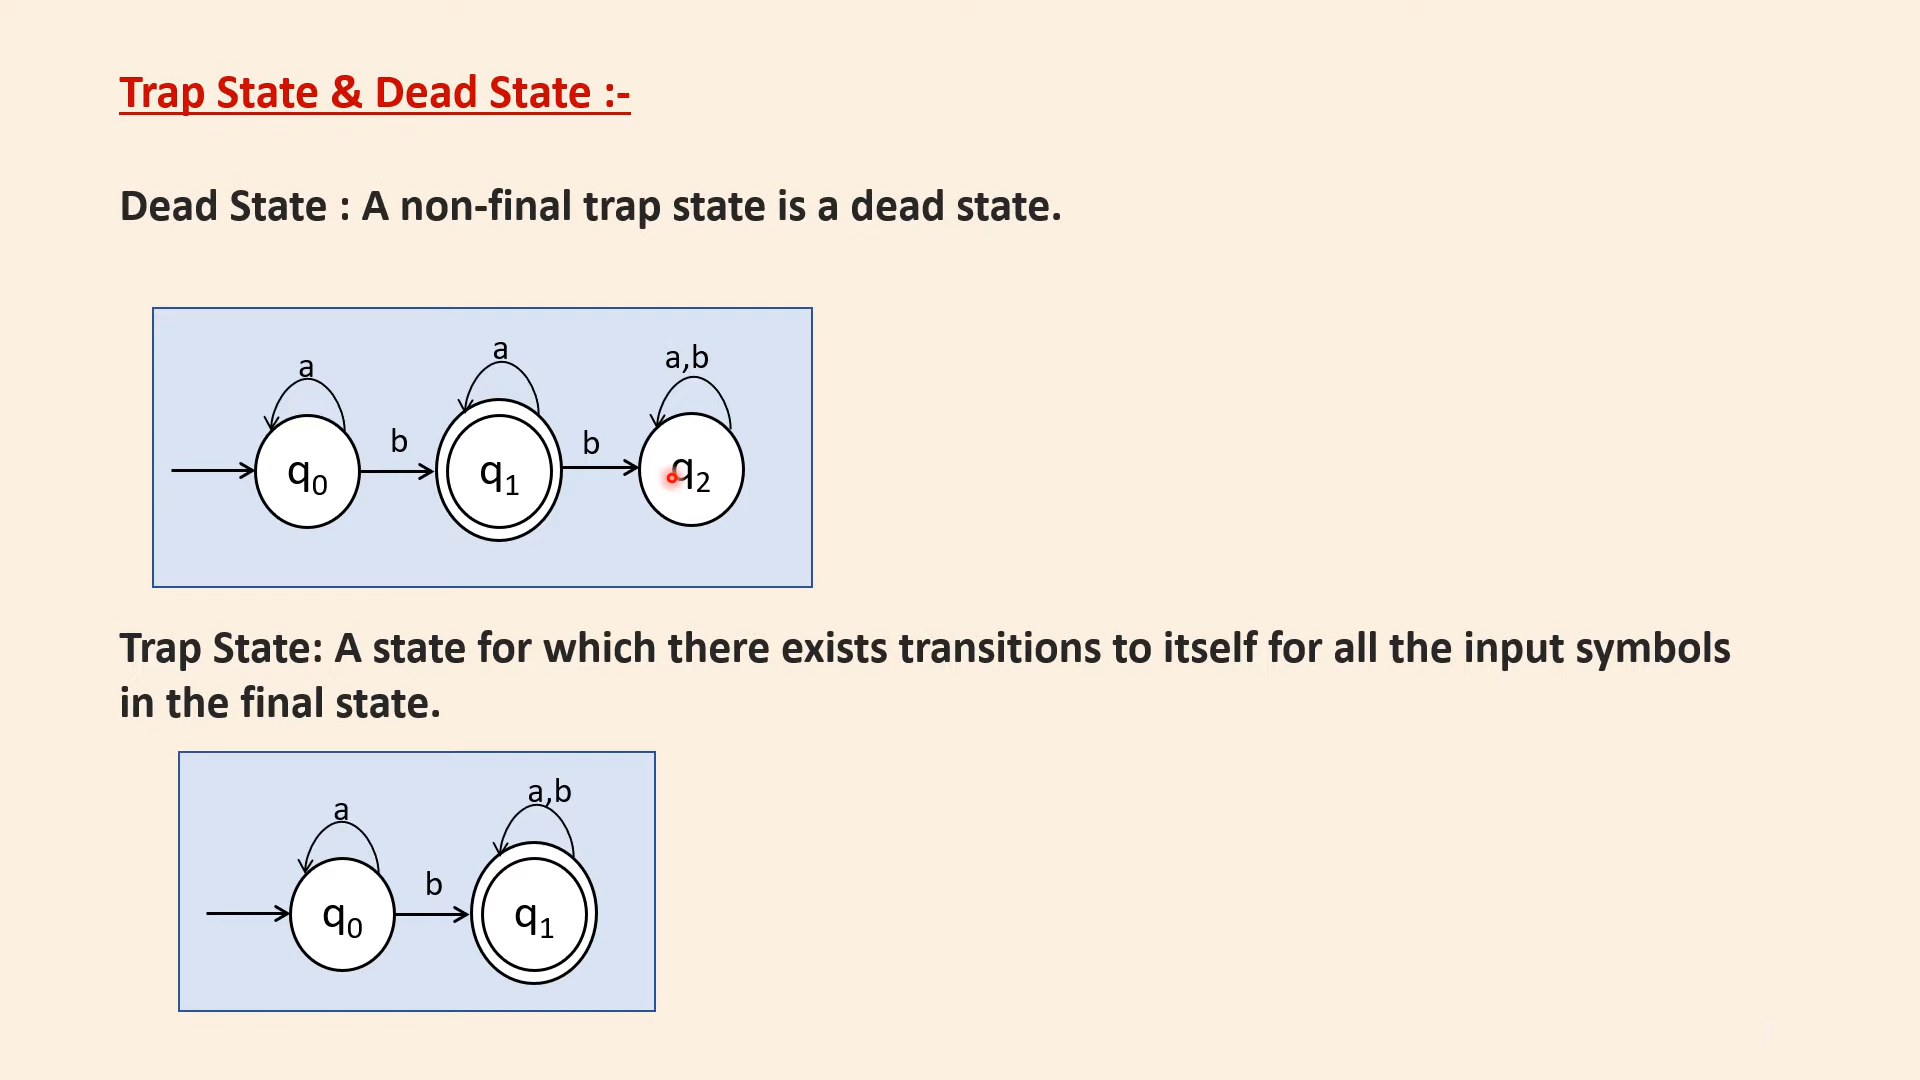 Trap State & Dead State :-
Dead State : A non-final trap state is a dead state.
a
a
a,b
b
b
q₀
q₁
q₂
Trap State: A state for which there exists transitions to itself for all the input symbols
in the final state.
a
a,b
b
q₀
q₁